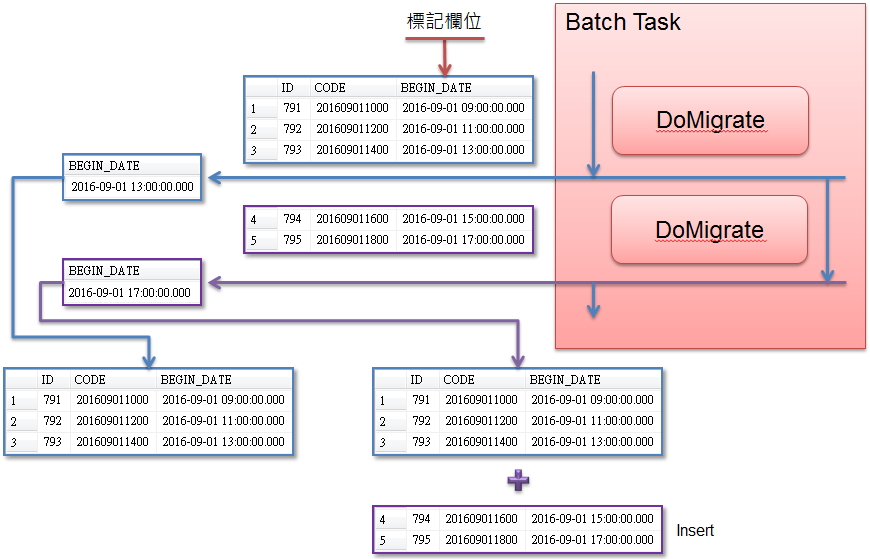 標記欄位
Batch Task
ID CODE BEGIN_DATE
1 791 201609011000 2016-09-01 09:00:00.000
2 792 201609011200 2016-09-01 11:00:00.000
3 793 201609011400 2016-09-01 13:00:00.000
DoMigrate
BEGIN_DATE
2016-09-01 13:00:00.000
4 794 201609011600 2016-09-01 15:00:00.000
5 795 201609011800 2016-09-01 17:00:00.000
DoMigrate
BEGIN_DATE
2016-09-01 17:00:00.000
ID CODE BEGIN_DATE
1 791 201609011000 2016-09-01 09:00:00.000
2 792 201609011200 2016-09-01 11:00:00.000
3 793 201609011400 2016-09-01 13:00:00.000
ID CODE BEGIN_DATE
1 791 201609011000 2016-09-01 09:00:00.000
2 792 201609011200 2016-09-01 11:00:00.000
3 793 201609011400 2016-09-01 13:00:00.000
4 794 201609011600 2016-09-01 15:00:00.000
5 795 201609011800 2016-09-01 17:00:00.000
Insert